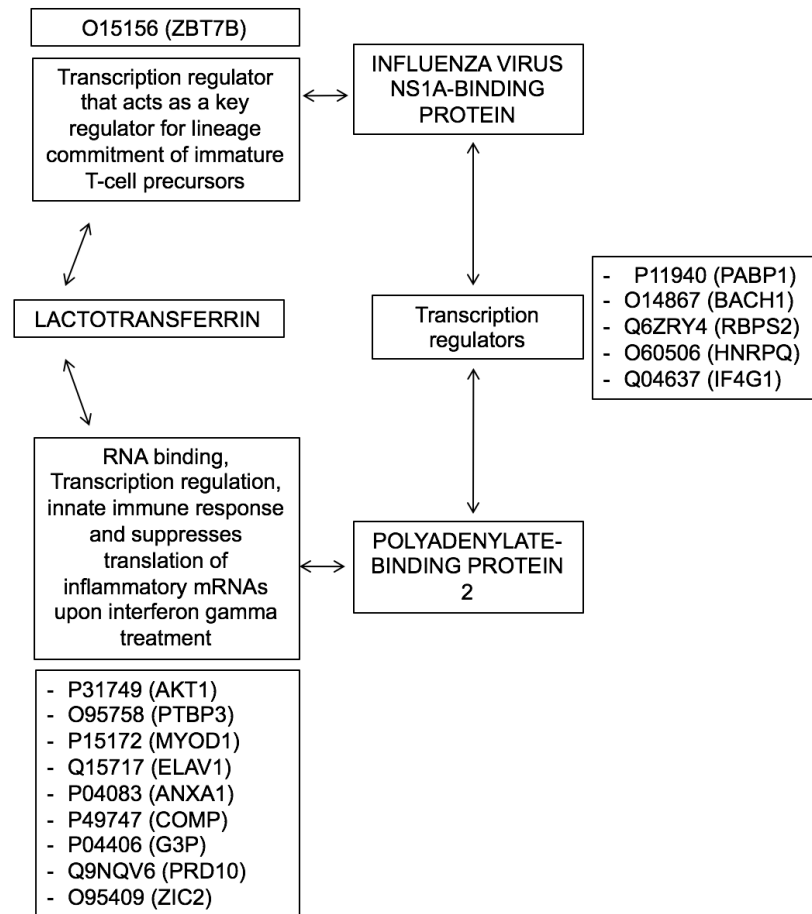 O15156 (ZBT7B)
Transcription regulator
that acts as a key
regulator for lineage
commitment of immature
T-cell precursors
INFLUENZA VIRUS
NS1A-BINDING
PROTEIN
LACTOTRANSFERRIN
Transcription
regulators
- P11940 (PABP1)
- O14867 (BACH1)
- Q6ZRY4 (RBPS2)
- O60506 (HNRPQ)
- Q04637 (IF4G1)
RNA binding,
Transcription regulation,
innate immune response
and suppresses
translation of
inflammatory mRNAs
upon interferon gamma
treatment
POLYADENYLATE-
BINDING PROTEIN
2
- P31749 (AKT1)
- O95758 (PTBP3)
- P15172 (MYOD1)
- Q15717 (ELAV1)
- P04083 (ANXA1)
- P49747 (COMP)
- P04406 (G3P)
- Q9NQV6 (PRD10)
- O95409 (ZIC2)